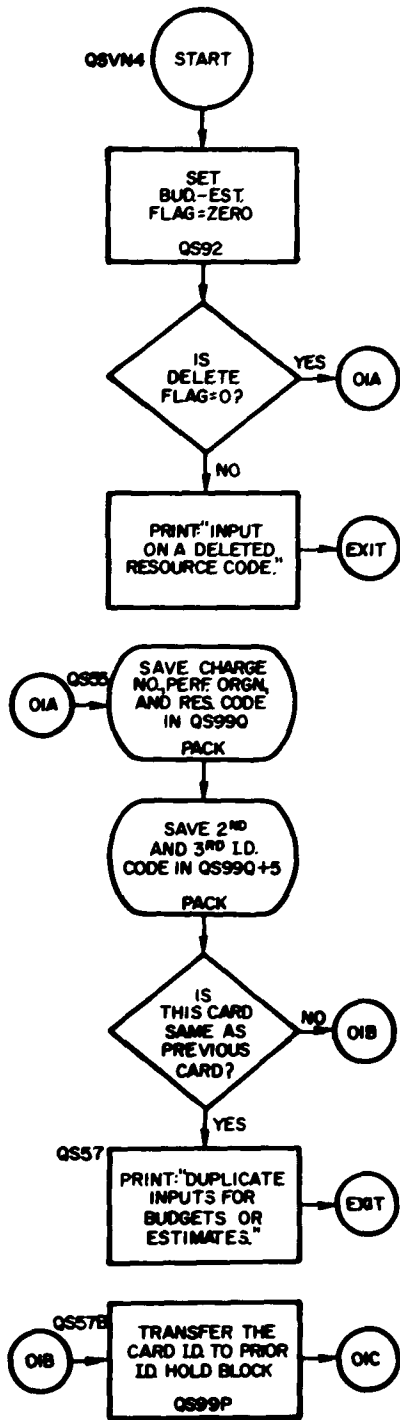 QSVN4
START
SET
BUD.-EST.
FLAG=ZERO
QS92
IS
DELETE
FLAG=0?
YES
01A
NO
PRINT:"INPUT
ON A DELETED
RESOURCE CODE."
EXIT
01A
QS55
SAVE CHARGE
NO., PERF. ORGN,
AND RES. CODE
IN QS99Q
PACK
SAVE 2ND
AND 3RD I.D.
CODE IN QS99Q+5
PACK
IS
THIS CARD
SAME AS
PREVIOUS
CARD?
NO
01B
YES
QS57
PRINT:"DUPLICATE
INPUTS FOR
BUDGETS OR
ESTIMATES."
EXIT
01B
QS57B
TRANSFER THE
CARD I.D. TO PRIOR
I.D. HOLD BLOCK
QS99P
01C